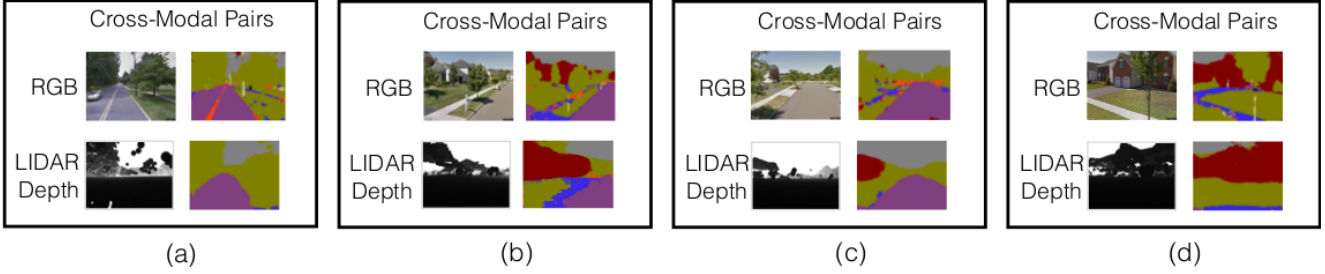 Cross-Modal Pairs
RGB
LIDAR
Depth
(a)
Cross-Modal Pairs
RGB
LIDAR
Depth
(b)
Cross-Modal Pairs
RGB
LIDAR
Depth
(c)
Cross-Modal Pairs
RGB
LIDAR
Depth
(d)